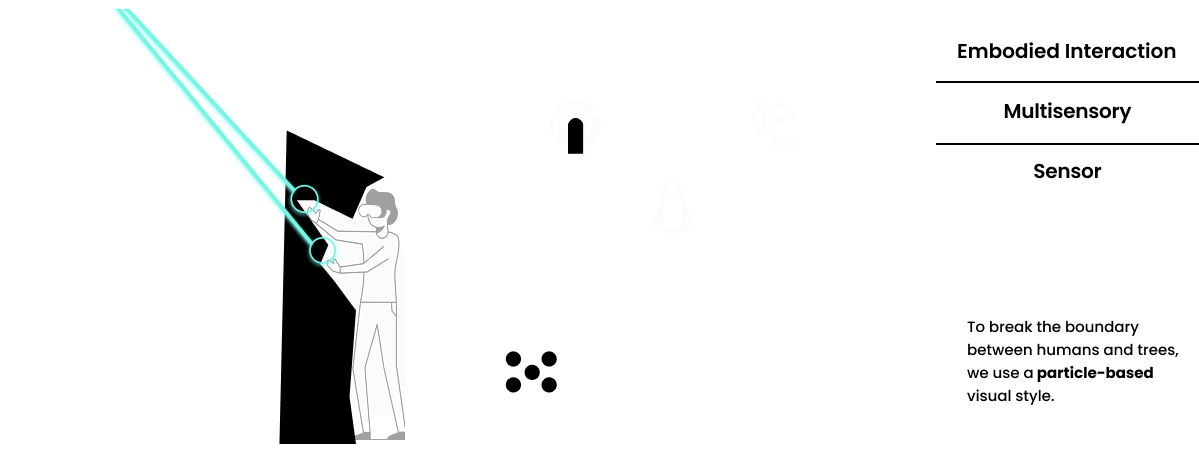 Embodied Interaction
Multisensory
Sensor
To break the boundary
between humans and trees,
we use a particle-based
visual style.